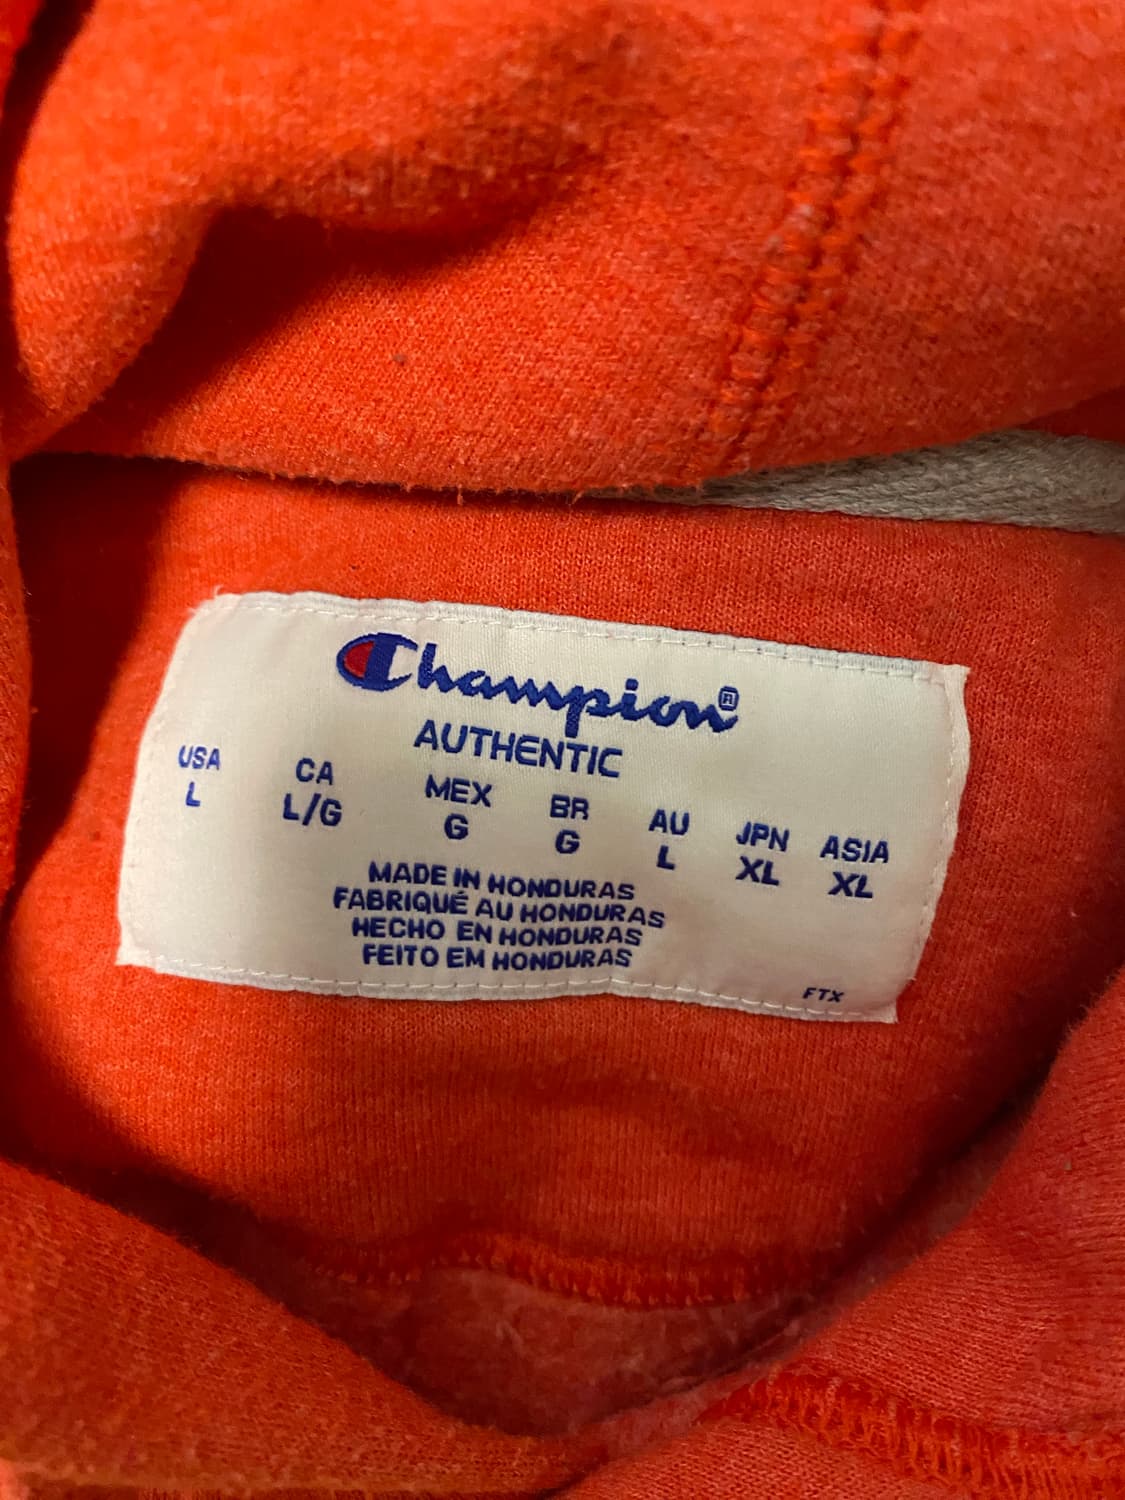 Champion®
AUTHENTIC
USA CA MEX BR AU JPN ASIA
L L/G G G L XL XL
MADE IN HONDURAS
FABRIQUÉ AU HONDURAS
HECHO EN HONDURAS
FEITO EM HONDURAS
FTX